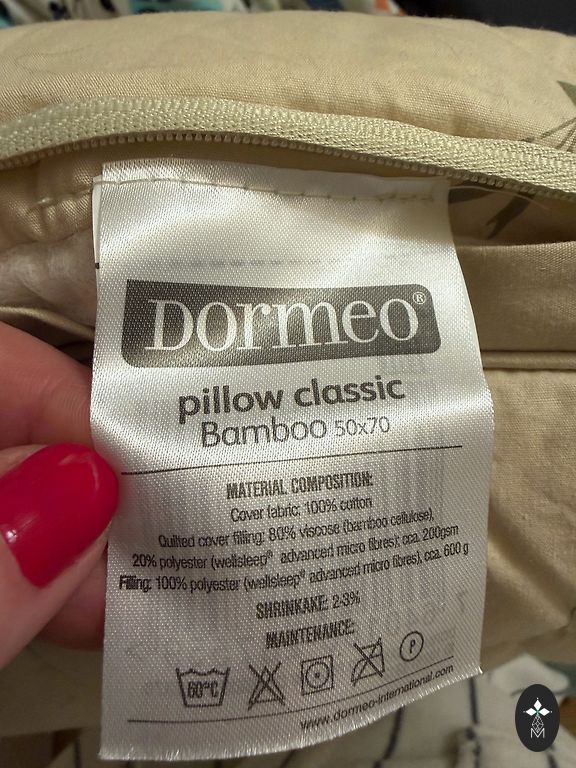 Dormeo®
pillow classic
Bamboo 50x70
MATERIAL COMPOSITION:
Cover fabric: 100% cotton
Quilted cover filling: 80% viscose (bamboo cellulose),
20% polyester (wellsleep® advanced micro fibres); cca. 200gsm
Filling: 100% polyester (wellsleep® advanced micro fibres), cca. 600 g
SHRINKAKE: 2-3%
MAINTENANCE:
60°C
P
www.dormeo-international.com
M